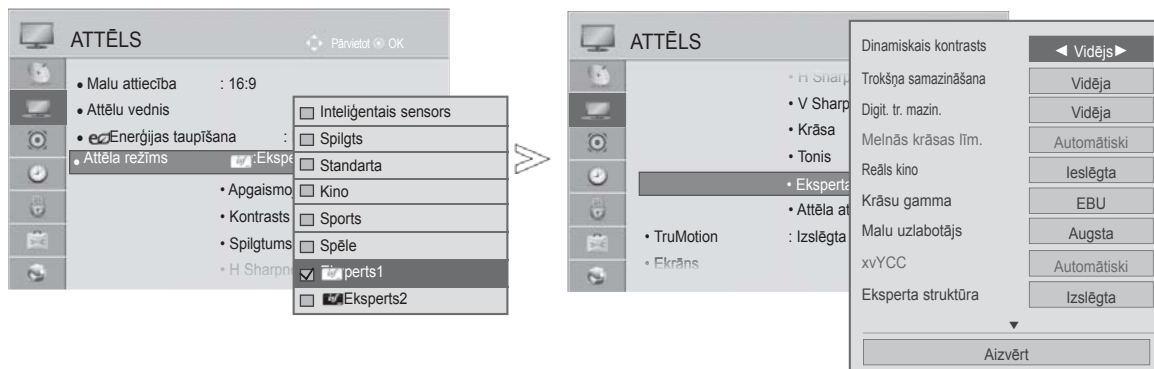 ATTĒLS
Pārvietot OK
• Malu attiecība : 16:9
• Attēlu vednis
• eco Enerģijas taupīšana :
• Attēla režīms :Ekspe
• Apgaismo
• Kontrasts
• Spilgtums
• H Sharpn
Inteliģentais sensors
Spilgts
Standarta
Kino
Sports
Spēle
perts1
Eksperts2
ATTĒLS
• H Sharp
• V Sharp
• Krāsa
• Tonis
• Eksperta
• Attēla at
• TruMotion : Izslēgta
• Ekrāns
Dinamiskais kontrasts ◄ Vidējs►
Trokšņa samazināšana Vidēja
Digit. tr. mazin. Vidēja
Melnās krāsas līm. Automātiski
Reāls kino Ieslēgta
Krāsu gamma EBU
Malu uzlabotājs Augsta
xvYCC Automātiski
Eksperta struktūra Izslēgta
▼
Aizvērt